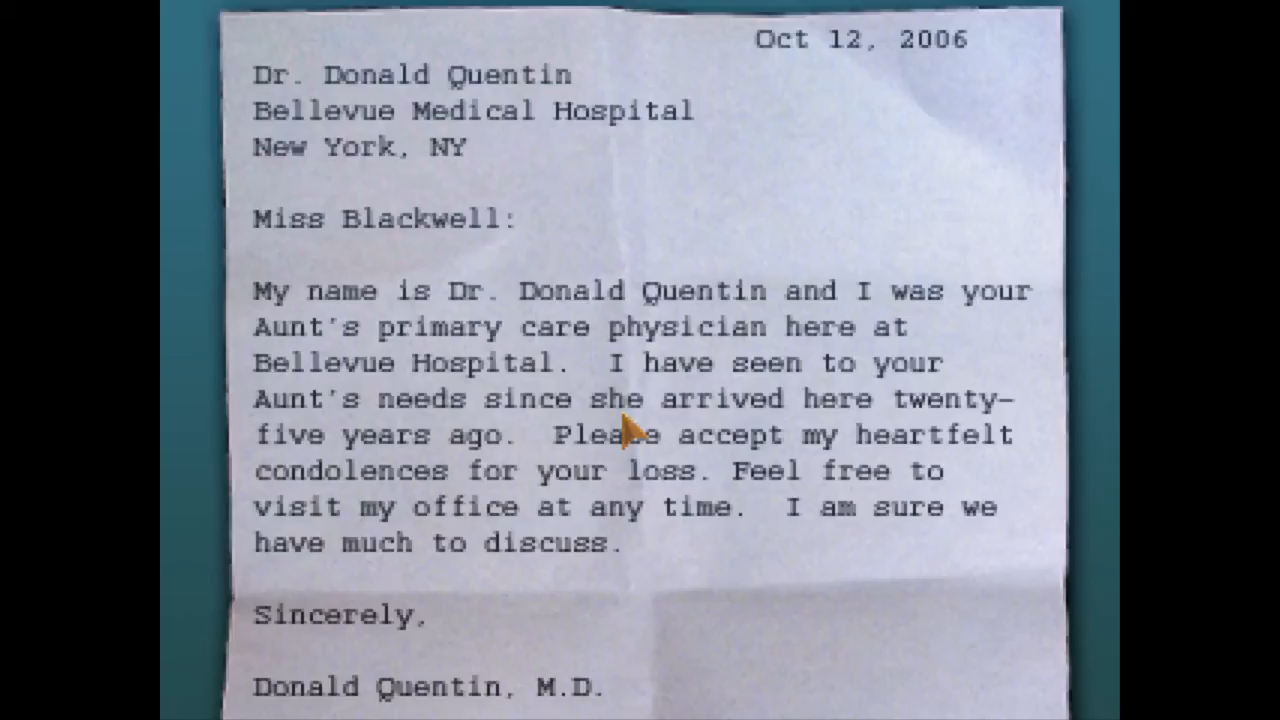 Oct 12, 2006
Dr. Donald Quentin
Bellevue Medical Hospital
New York, NY
Miss Blackwell:
My name is Dr. Donald Quentin and I was your
Aunt's primary care physician here at
Bellevue Hospital.  I have seen to your
Aunt's needs since she arrived here twenty-
five years ago.  Please accept my heartfelt
condolences for your loss. Feel free to
visit my office at any time.  I am sure we
have much to discuss.
Sincerely,
Donald Quentin, M.D.